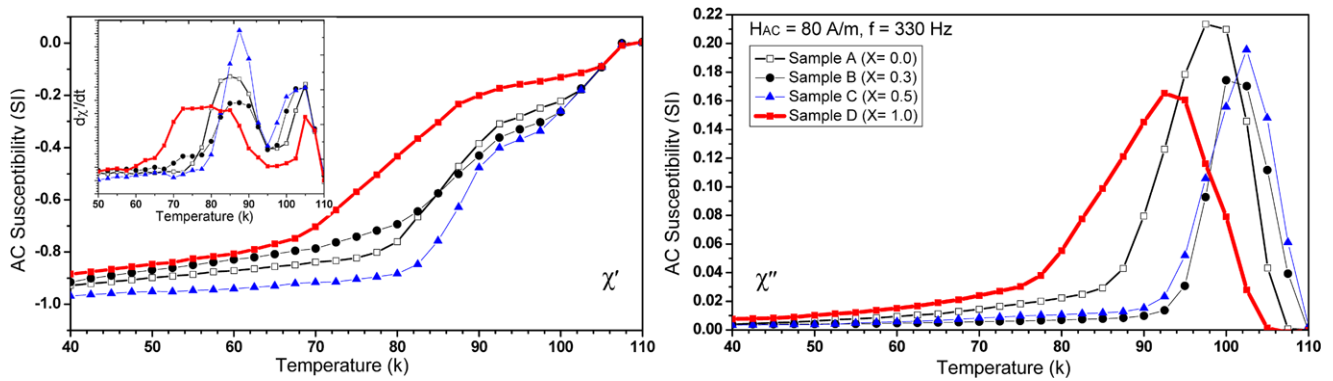 0.0
-0.2
-0.4
-0.6
-0.8
-1.0
AC Susceptibility (SI)
dχ'/dt
50 60 70 80 90 100 110
Temperature (k)
χ'
40 50 60 70 80 90 100 110
Temperature (k)
0.22
0.20
0.18
0.16
0.14
0.12
0.10
0.08
0.06
0.04
0.02
0.00
AC Susceptibility (SI)
HAC = 80 A/m, f = 330 Hz
Sample A (X= 0.0)
Sample B (X= 0.3)
Sample C (X= 0.5)
Sample D (X= 1.0)
χ''
40 50 60 70 80 90 100 110
Temperature (k)